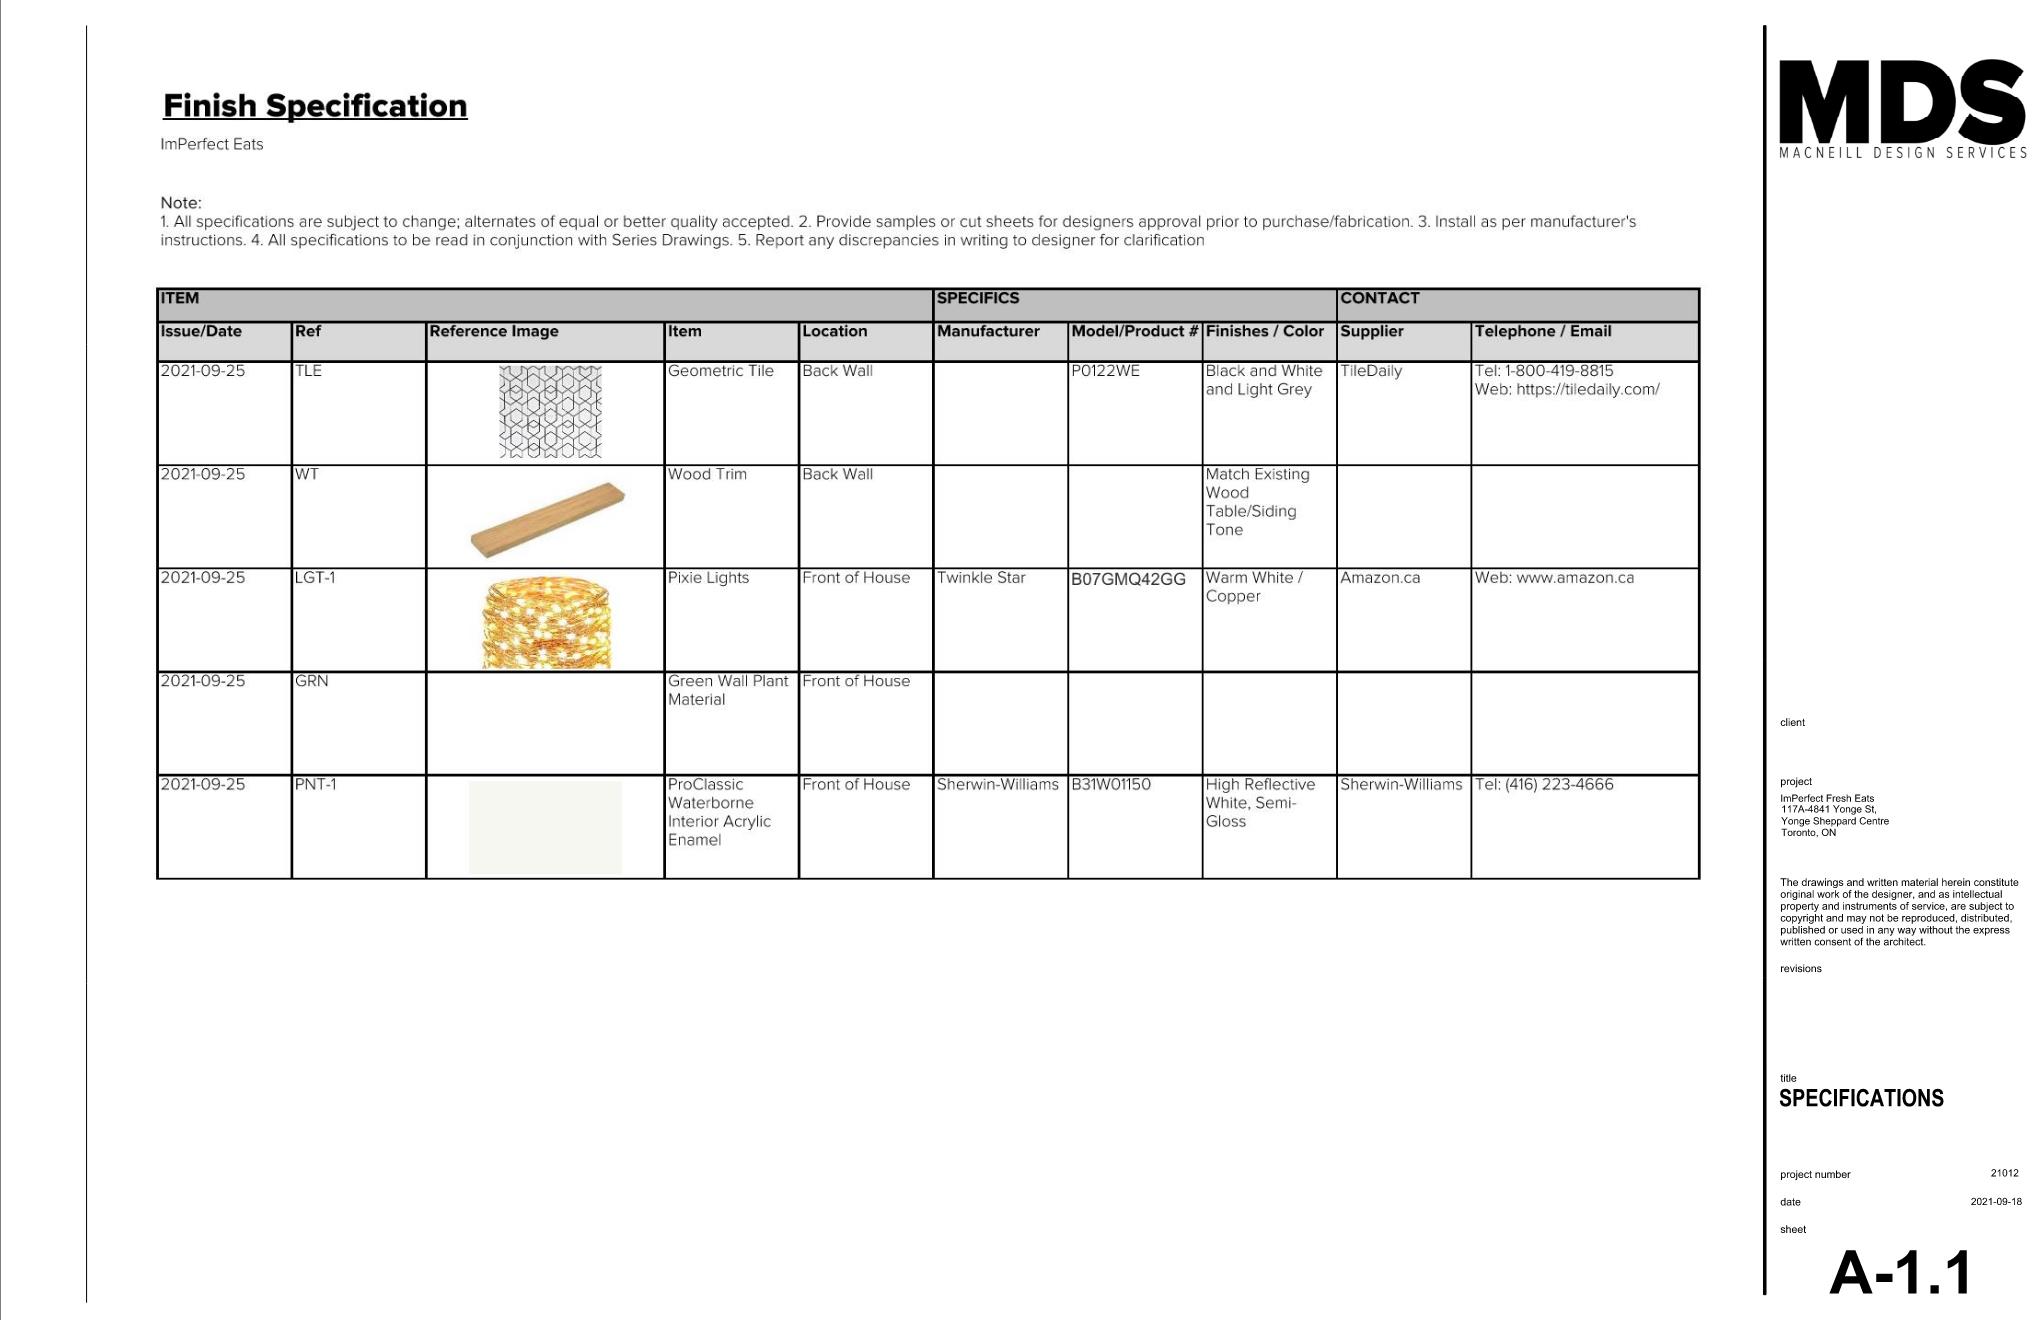 Finish Specification
ImPerfect Eats
Note:
1. All specifications are subject to change; alternates of equal or better quality accepted. 2. Provide samples or cut sheets for designers approval prior to purchase/fabrication. 3. Install as per manufacturer's
instructions. 4. All specifications to be read in conjunction with Series Drawings. 5. Report any discrepancies in writing to designer for clarification
ITEM SPECIFICS CONTACT
Issue/Date Ref Reference Image Item Location Manufacturer Model/Product # Finishes / Color Supplier Telephone / Email
2021-09-25 TLE Geometric Tile Back Wall P0122WE Black and White TileDaily Tel: 1-800-419-8815
and Light Grey Web: https://tiledaily.com/
2021-09-25 WT Wood Trim Back Wall Match Existing
Wood
Table/Siding
Tone
2021-09-25 LGT-1 Pixie Lights Front of House Twinkle Star B07GMQ42GG Warm White / Amazon.ca Web: www.amazon.ca
Copper
2021-09-25 GRN Green Wall Plant Front of House
Material
2021-09-25 PNT-1 ProClassic Front of House Sherwin-Williams B31W01150 High Reflective Sherwin-Williams Tel: (416) 223-4666
Waterborne White, Semi-
Interior Acrylic Gloss
Enamel
MDS
MACNEILL DESIGN SERVICES
client
project
ImPerfect Fresh Eats
117A-4841 Yonge St,
Yonge Sheppard Centre
Toronto, ON
The drawings and written material herein constitute
original work of the designer, and as intellectual
property and instruments of service, are subject to
copyright and may not be reproduced, distributed,
published or used in any way without the express
written consent of the architect.
revisions
title
SPECIFICATIONS
project number 21012
date 2021-09-18
sheet
A-1.1